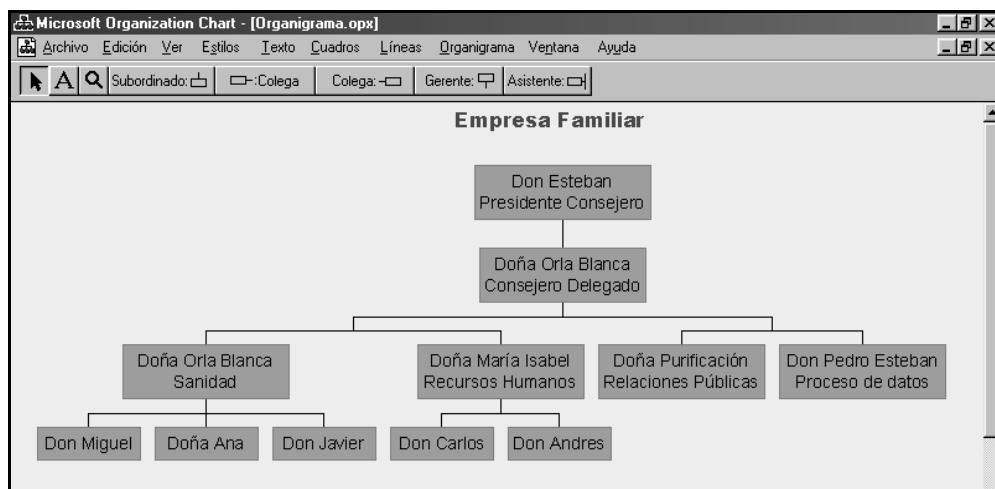 Microsoft Organization Chart - [Organigrama.opx]
Archivo Edición Ver Estilos Texto Cuadros Líneas Organigrama Ventana Ayuda
A Subordinado: :Colega Colega: Gerente: Asistente:
Empresa Familiar
Don Esteban
Presidente Consejero
Doña Orla Blanca
Consejero Delegado
Doña Orla Blanca
Sanidad
Doña María Isabel
Recursos Humanos
Doña Purificación
Relaciones Públicas
Don Pedro Esteban
Proceso de datos
Don Miguel
Doña Ana
Don Javier
Don Carlos
Don Andres